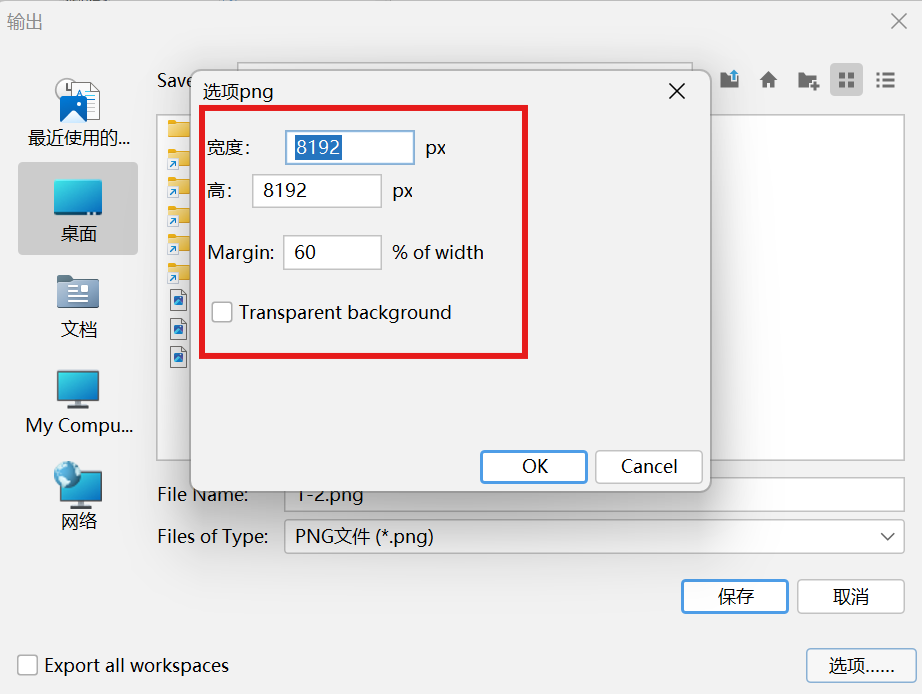 输出
Save
选项png
最近使用的...
宽度： 8192 px
高： 8192 px
桌面
Margin: 60 % of width
Transparent background
文档
My Compu...
OK Cancel
File Name: 1-2.png
网络
Files of Type: PNG文件 (*.png)
保存 取消
Export all workspaces 选项......